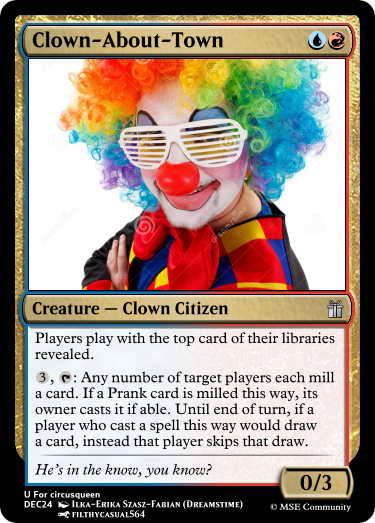 Clown-About-Town
Creature — Clown Citizen
Players play with the top card of their libraries
revealed.
3, : Any number of target players each mill
a card. If a Prank card is milled this way, its
owner casts it if able. Until end of turn, if a
player who cast a spell this way would draw
a card, instead that player skips that draw.
He's in the know, you know?
0/3
U For circusqueen
DEC24 Ilka-Erika Szasz-Fabian (Dreamstime)
filthycasual564
© MSE Community